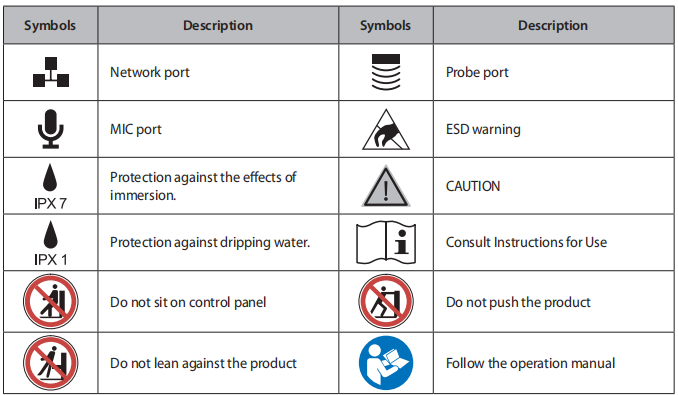 Symbols Description Symbols Description
Network port Probe port
MIC port ESD warning
IPX 7 Protection against the effects of
immersion. CAUTION
IPX 1 Protection against dripping water. Consult Instructions for Use
Do not sit on control panel Do not push the product
Do not lean against the product Follow the operation manual